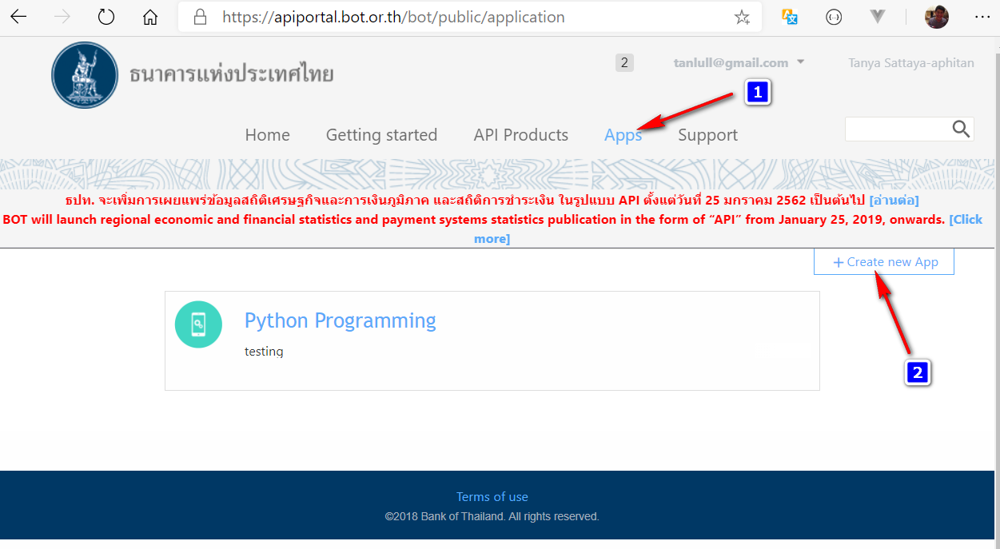 https://apiportal.bot.or.th/bot/public/application
ธนาคารแห่งประเทศไทย
2
tanlull@gmail.com
Tanya Sattaya-aphitan
1
Home
Getting started
API Products
Apps
Support
ธปท. จะเพิ่มการเผยแพร่ข้อมูลสถิติเศรษฐกิจและการเงินภูมิภาค และสถิติการชำระเงิน ในรูปแบบ API ตั้งแต่วันที่ 25 มกราคม 2562 เป็นต้นไป [อ่านต่อ]
BOT will launch regional economic and financial statistics and payment systems statistics publication in the form of “API” from January 25, 2019, onwards. [Click
more]
+ Create new App
Python Programming
testing
2
Terms of use
©2018 Bank of Thailand. All rights reserved.